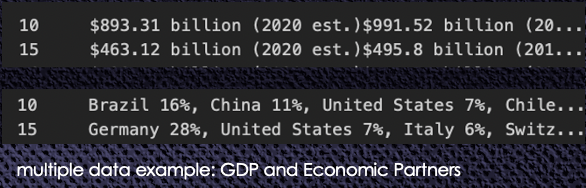 10 $893.31 billion (2020 est.)$991.52 billion (20...
15 $463.12 billion (2020 est.)$495.8 billion (201...
10 Brazil 16%, China 11%, United States 7%, Chile...
15 Germany 28%, United States 7%, Italy 6%, Switz...
multiple data example: GDP and Economic Partners